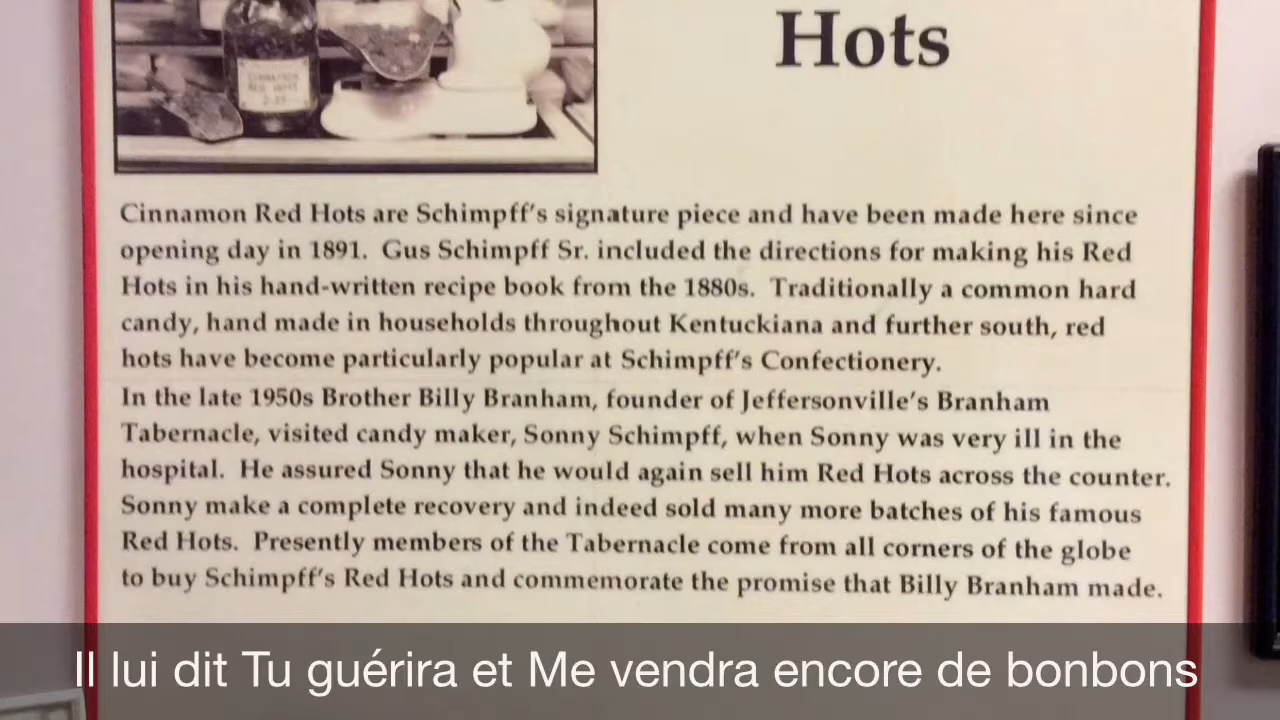 Hots
CINNAMON
RED HOTS
Cinnamon Red Hots are Schimpff's signature piece and have been made here since
opening day in 1891. Gus Schimpff Sr. included the directions for making his Red
Hots in his hand-written recipe book from the 1880s. Traditionally a common hard
candy, hand made in households throughout Kentuckiana and further south, red
hots have become particularly popular at Schimpff's Confectionery.
In the late 1950s Brother Billy Branham, founder of Jeffersonville's Branham
Tabernacle, visited candy maker, Sonny Schimpff, when Sonny was very ill in the
hospital. He assured Sonny that he would again sell him Red Hots across the counter.
Sonny make a complete recovery and indeed sold many more batches of his famous
Red Hots. Presently members of the Tabernacle come from all corners of the globe
to buy Schimpff's Red Hots and commemorate the promise that Billy Branham made.
Il lui dit Tu guérira et Me vendra encore de bonbons